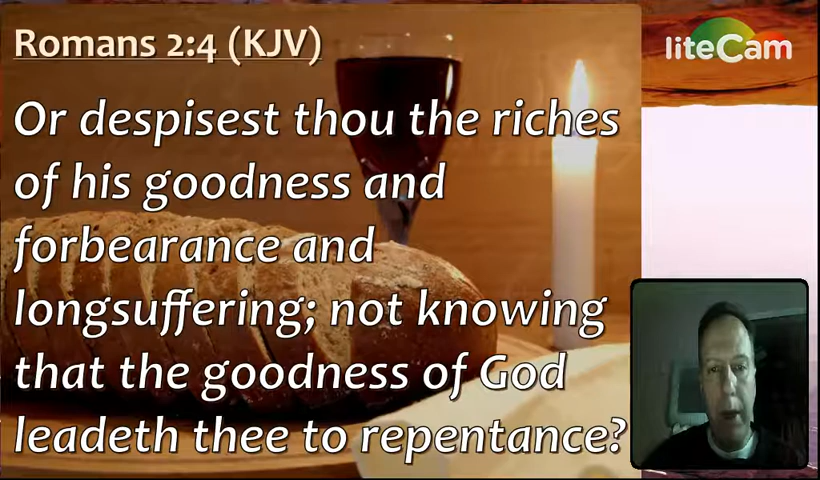 Romans 2:4 (KJV)
liteCam
Or despisest thou the riches
of his goodness and
forbearance and
longsuffering; not knowing
that the goodness of God
leadeth thee to repentance?